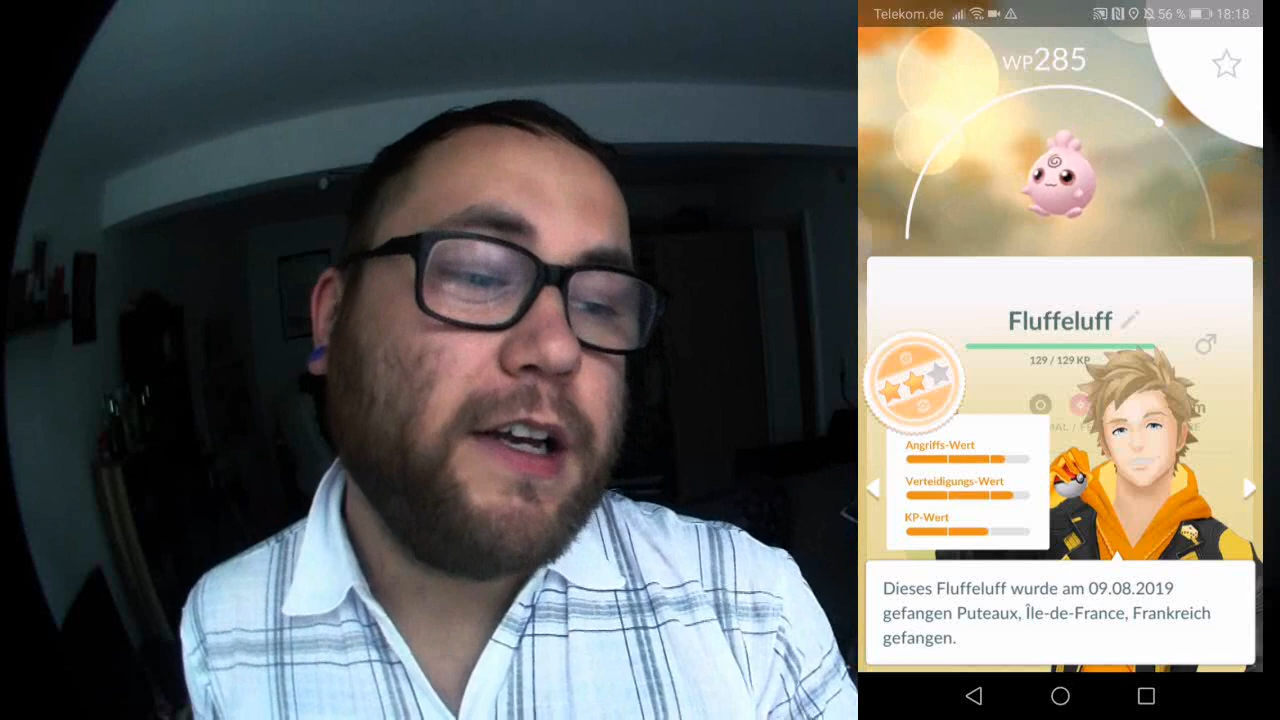 Telekom.de
56 %
18:18
WP285
Fluffeluff
129 / 129 KP
Angriffs-Wert
Verteidigungs-Wert
KP-Wert
Dieses Fluffeluff wurde am 09.08.2019
gefangen Puteaux, Île-de-France, Frankreich
gefangen.